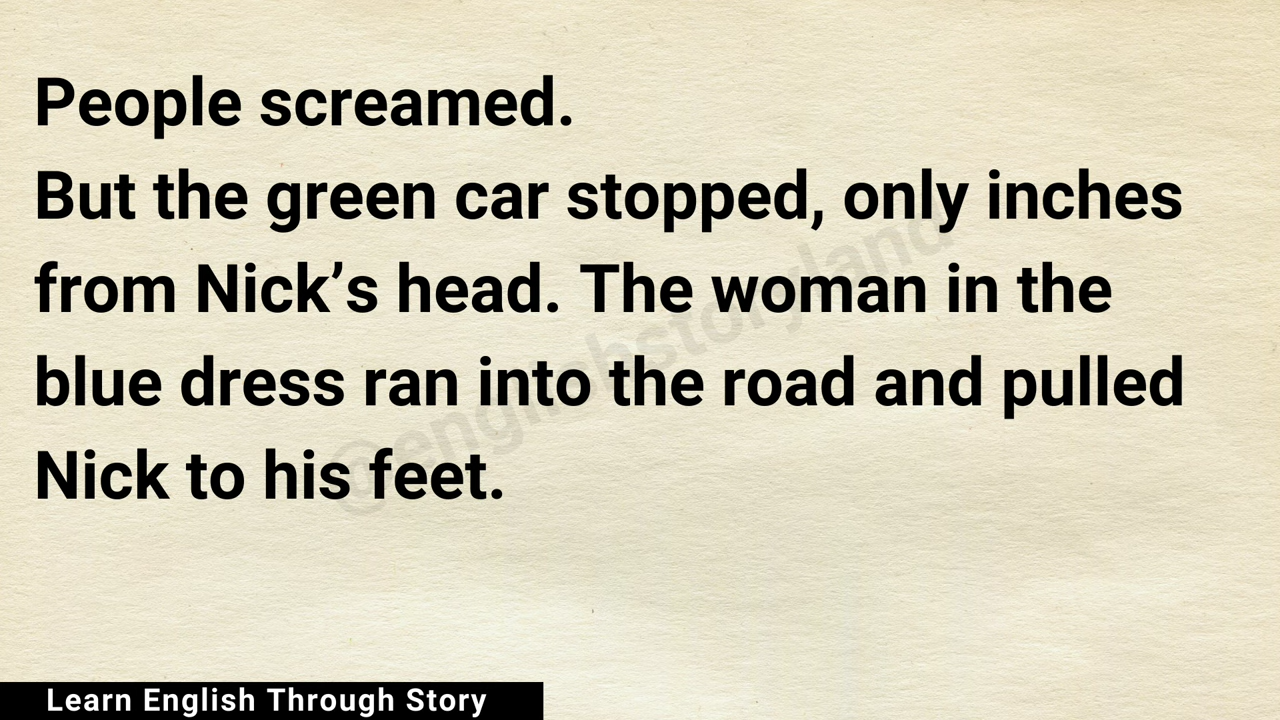 People screamed.
But the green car stopped, only inches
from Nick’s head. The woman in the
blue dress ran into the road and pulled
Nick to his feet.
@englishstoryland
Learn English Through Story